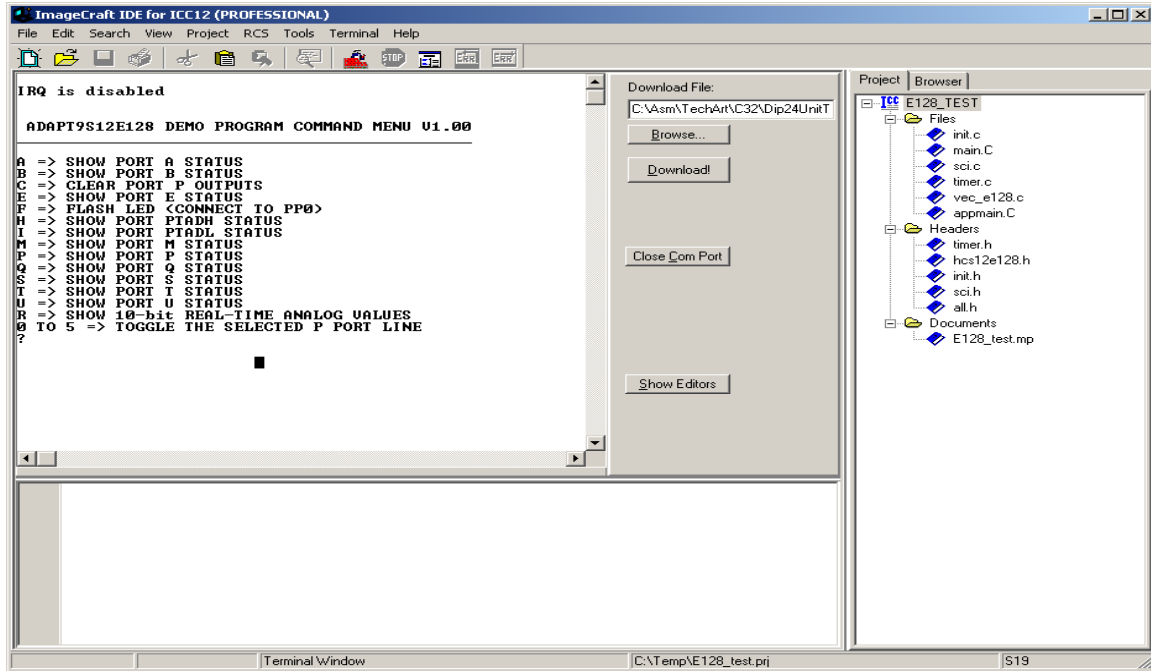 ImageCraft IDE for ICC12 (PROFESSIONAL)
File Edit Search View Project RCS Tools Terminal Help
STOP ERR ERR
IRQ is disabled
ADAPT9S12E128 DEMO PROGRAM COMMAND MENU V1.00
A => SHOW PORT A STATUS
B => SHOW PORT B STATUS
C => CLEAR PORT P OUTPUTS
E => SHOW PORT E STATUS
F => FLASH LED <CONNECT TO PP0>
H => SHOW PORT PTADH STATUS
I => SHOW PORT PTADL STATUS
M => SHOW PORT M STATUS
P => SHOW PORT P STATUS
Q => SHOW PORT Q STATUS
S => SHOW PORT S STATUS
T => SHOW PORT T STATUS
U => SHOW PORT U STATUS
R => SHOW 10-bit REAL-TIME ANALOG VALUES
0 TO 5 => TOGGLE THE SELECTED P PORT LINE
?
Download File:
C:\Asm\TechArt\C32\Dip24UnitT
Browse...
Download!
Close Com Port
Show Editors
Project Browser
ICC E128_TEST
Files
init.c
main.C
sci.c
timer.c
vec_e128.c
appmain.C
Headers
timer.h
hcs12e128.h
init.h
sci.h
all.h
Documents
E128_test.mp
Terminal Window
C:\Temp\E128_test.prj
S19